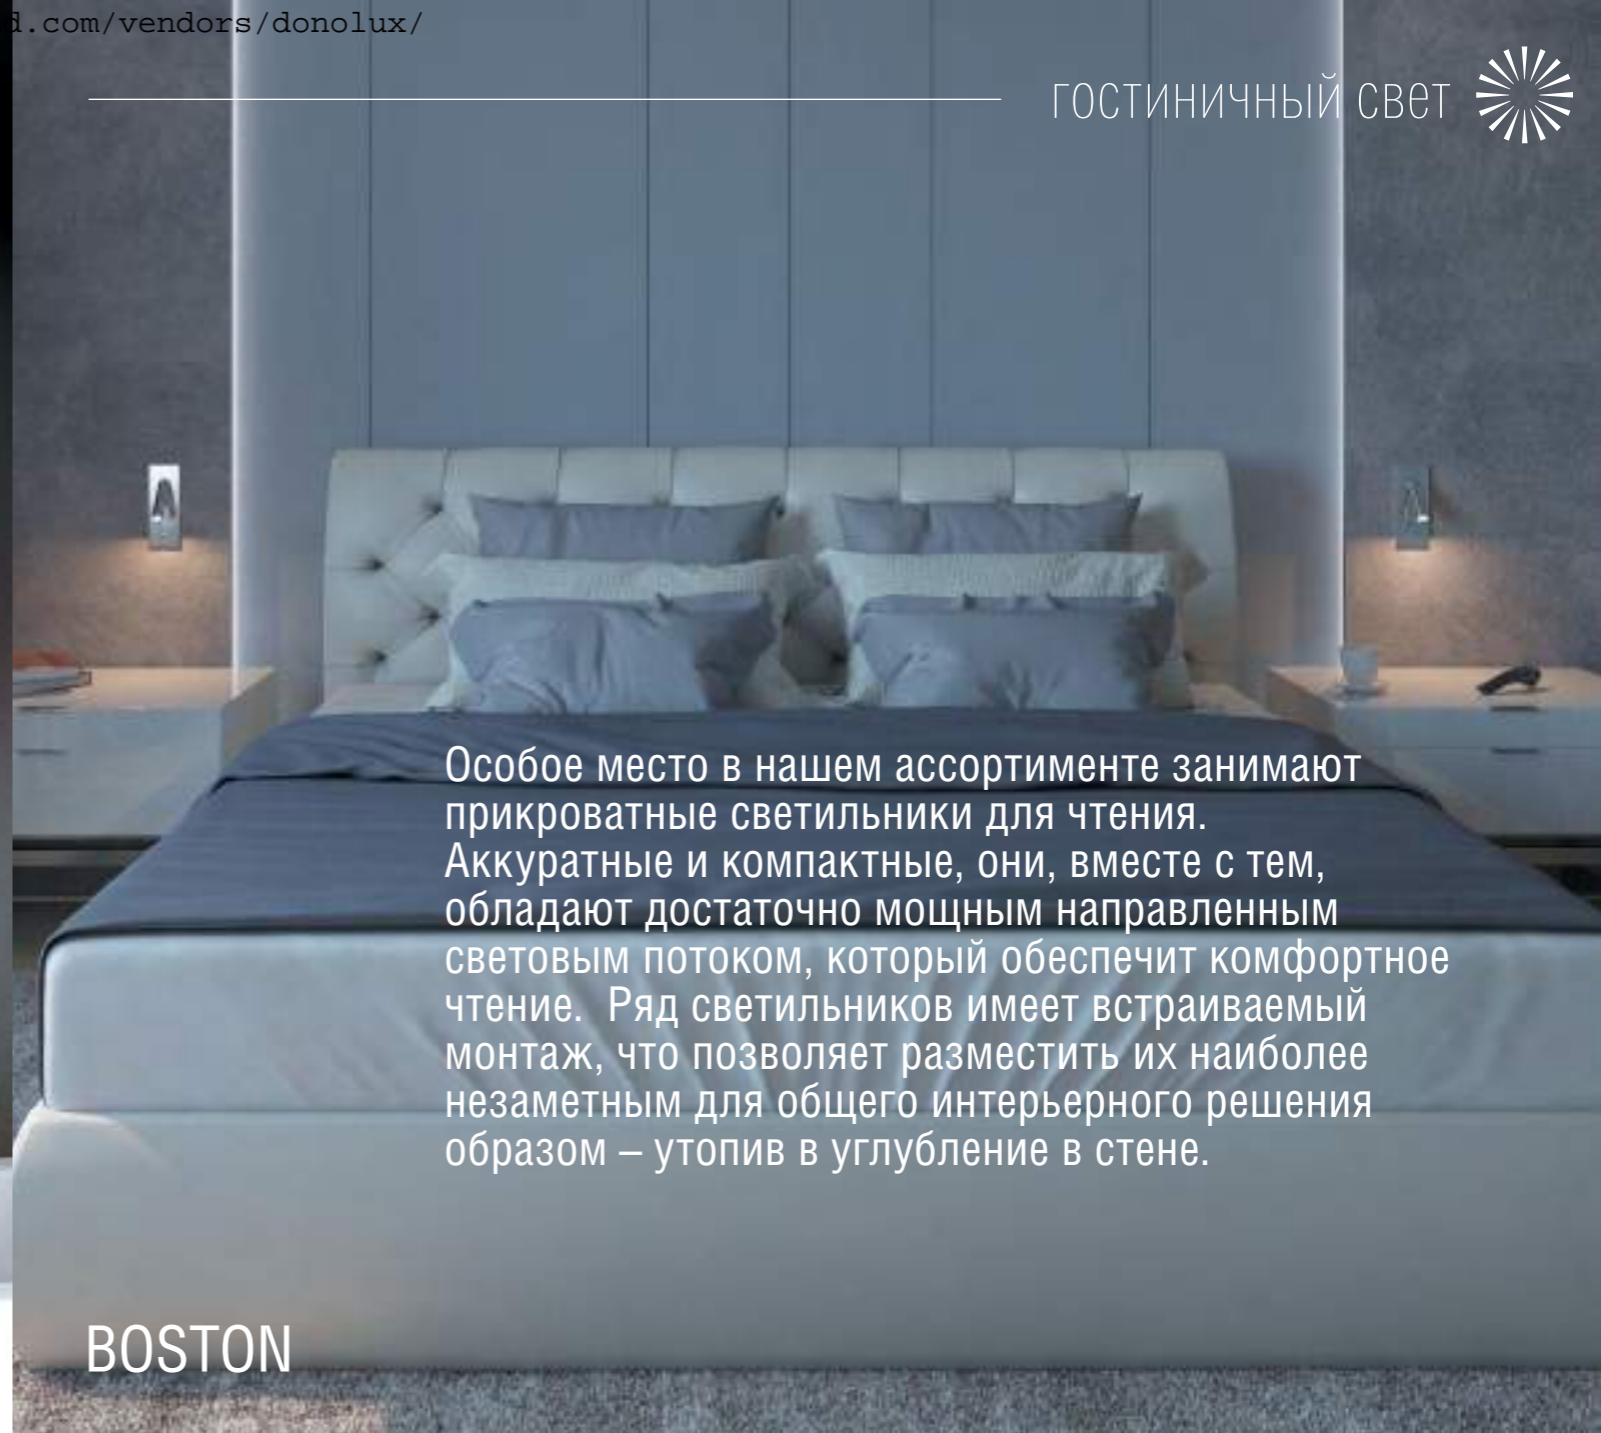 d.com/vendors/donolux/
гостиничный свет
Особое место в нашем ассортименте занимают
прикроватные светильники для чтения.
Аккуратные и компактные, они, вместе с тем,
обладают достаточно мощным направленным
световым потоком, который обеспечит комфортное
чтение.  Ряд светильников имеет встраиваемый
монтаж, что позволяет разместить их наиболее
незаметным для общего интерьерного решения
образом – утопив в углубление в стене.
BOSTON